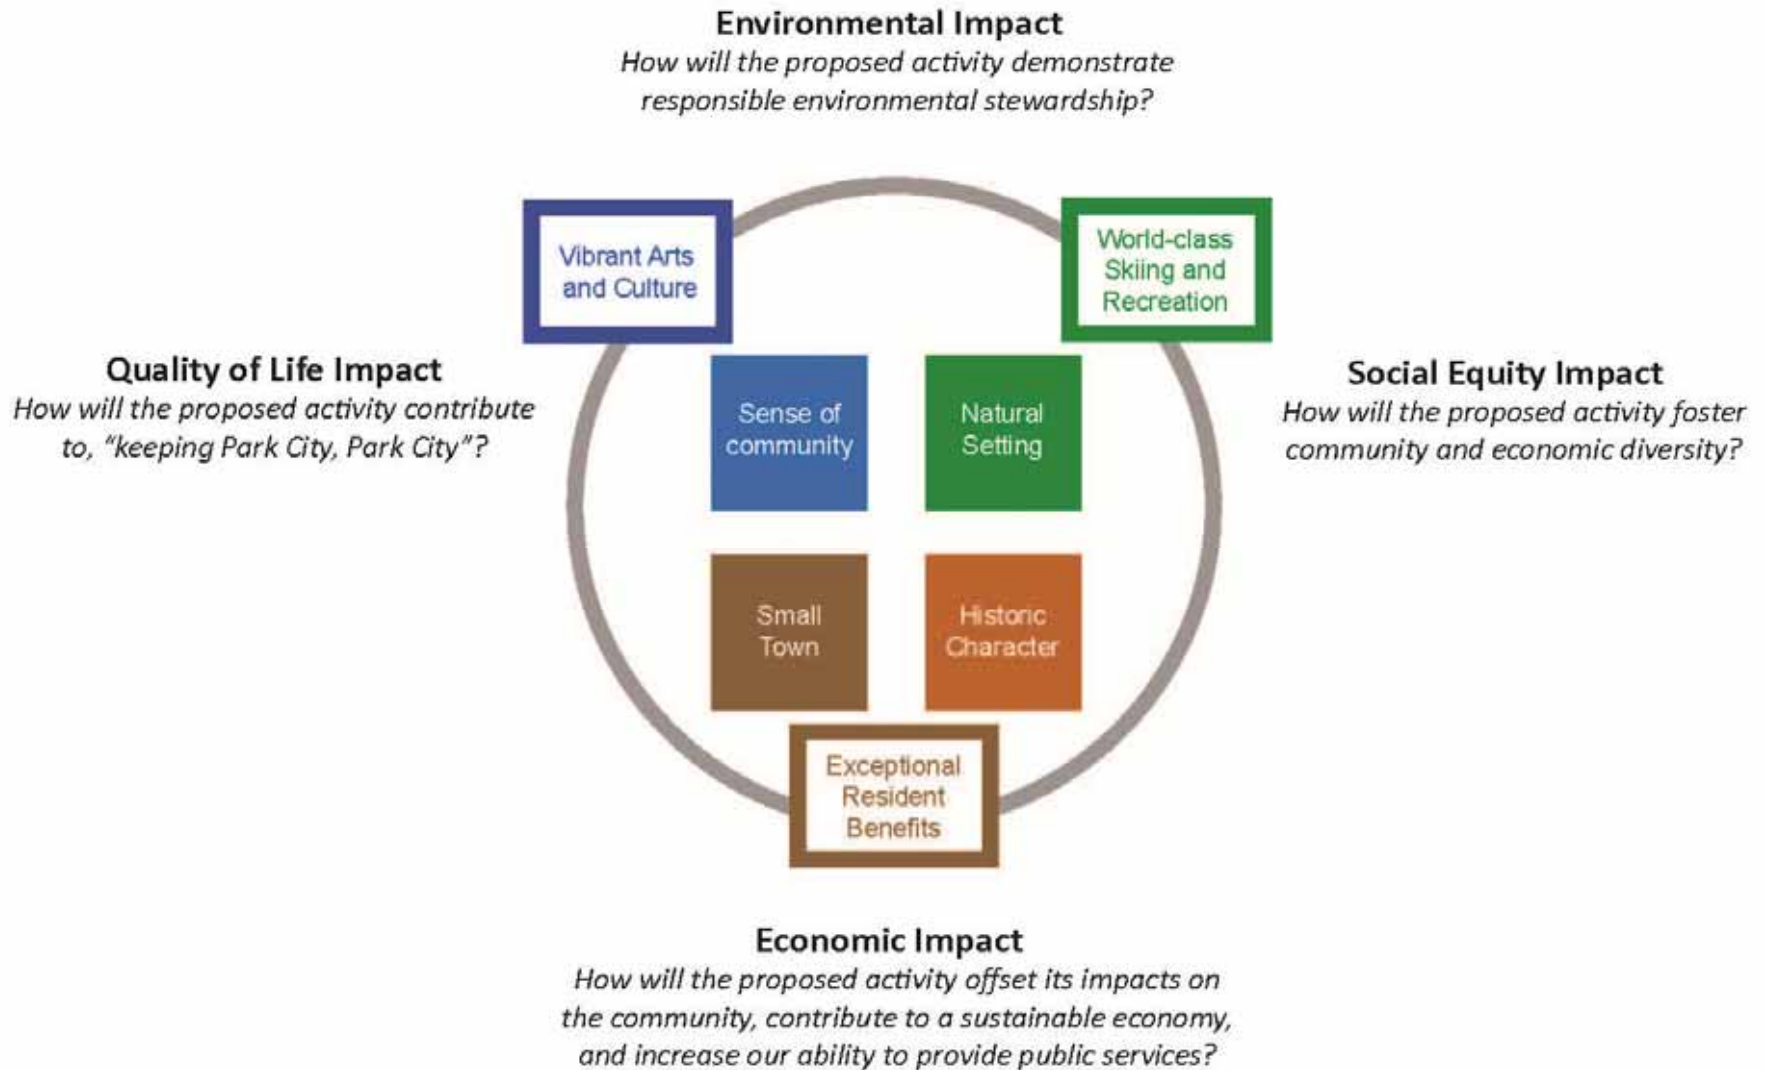 Environmental Impact
How will the proposed activity demonstrate
responsible environmental stewardship?
Vibrant Arts
and Culture
World-class
Skiing and
Recreation
Quality of Life Impact
How will the proposed activity contribute
to, “keeping Park City, Park City”?
Sense of
community
Natural
Setting
Social Equity Impact
How will the proposed activity foster
community and economic diversity?
Small
Town
Historic
Character
Exceptional
Resident
Benefits
Economic Impact
How will the proposed activity offset its impacts on
the community, contribute to a sustainable economy,
and increase our ability to provide public services?